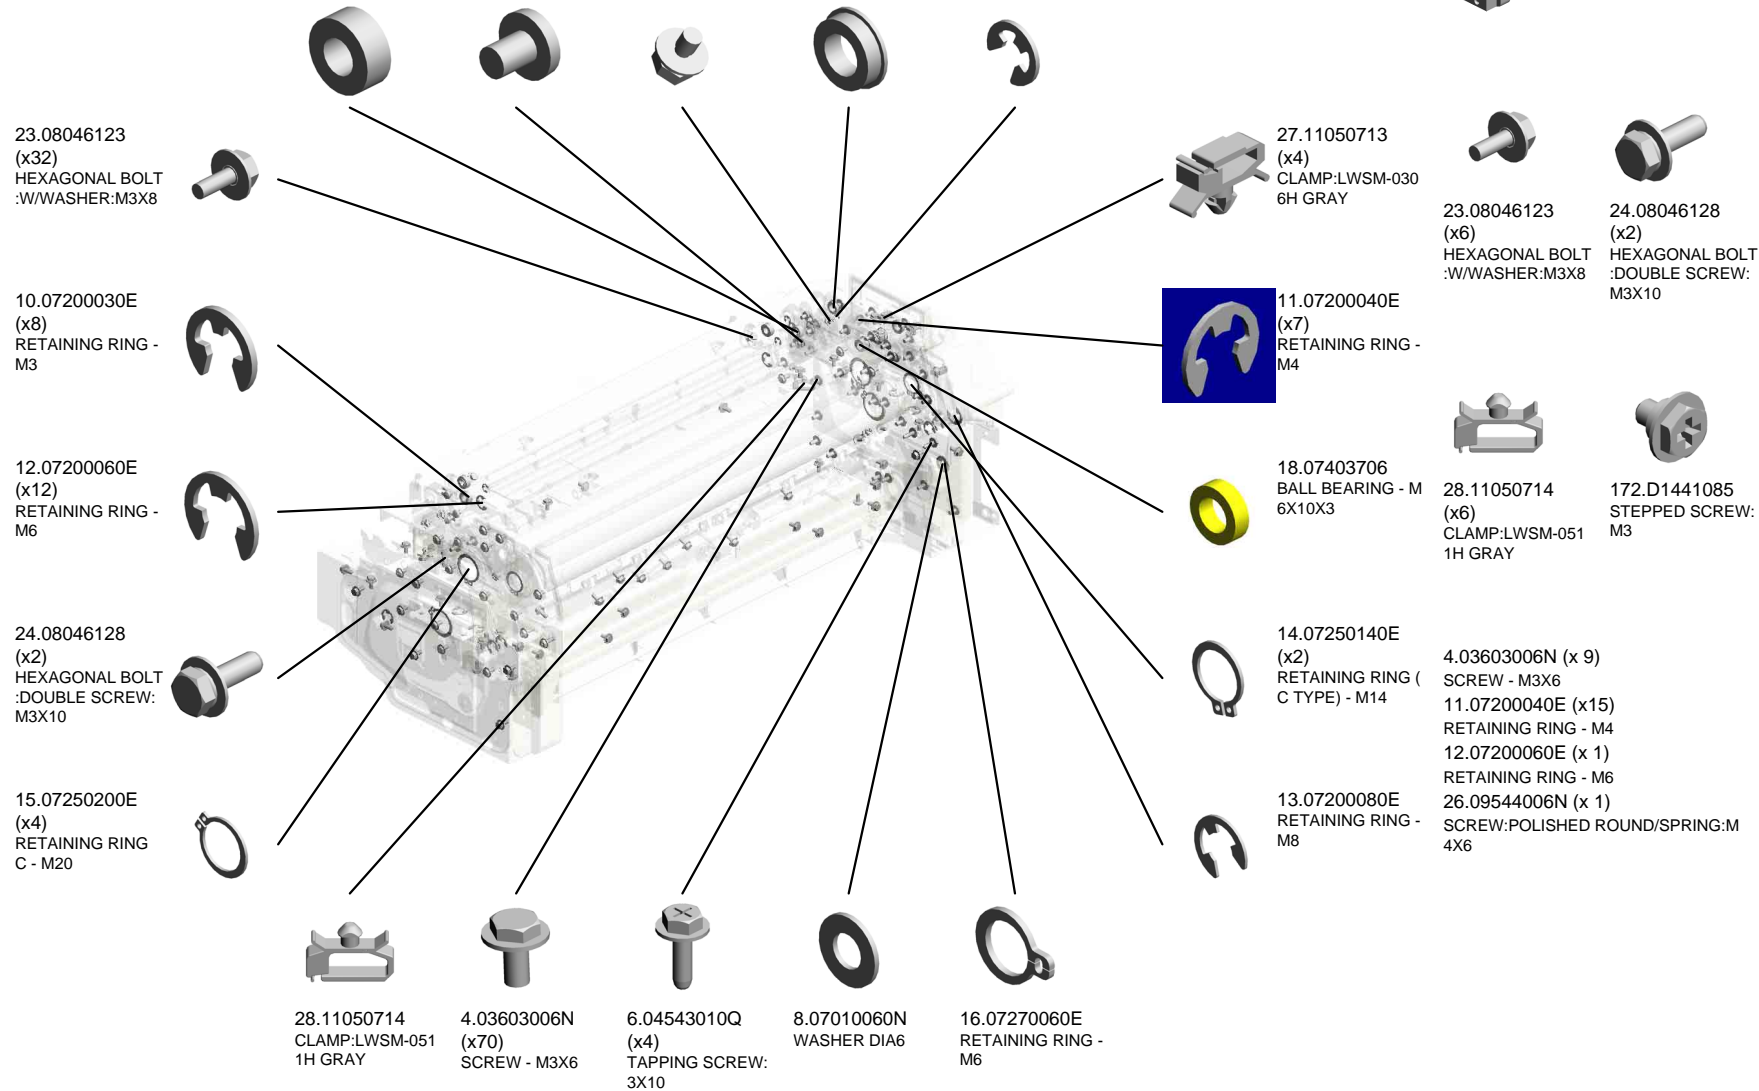 23.08046123
(x32)
HEXAGONAL BOLT
:W/WASHER:M3X8
10.07200030E
(x8)
RETAINING RING -
M3
12.07200060E
(x12)
RETAINING RING -
M6
24.08046128
(x2)
HEXAGONAL BOLT
:DOUBLE SCREW:
M3X10
15.07250200E
(x4)
RETAINING RING
C - M20
28.11050714
CLAMP:LWSM-051
1H GRAY
4.03603006N
(x70)
SCREW - M3X6
6.04543010Q
(x4)
TAPPING SCREW:
3X10
8.07010060N
WASHER DIA6
16.07270060E
RETAINING RING -
M6
27.11050713
(x4)
CLAMP:LWSM-030
6H GRAY
11.07200040E
(x7)
RETAINING RING -
M4
18.07403706
BALL BEARING - M
6X10X3
14.07250140E
(x2)
RETAINING RING (
C TYPE) - M14
13.07200080E
RETAINING RING -
M8
23.08046123
(x6)
HEXAGONAL BOLT
:W/WASHER:M3X8
24.08046128
(x2)
HEXAGONAL BOLT
:DOUBLE SCREW:
M3X10
28.11050714
(x6)
CLAMP:LWSM-051
1H GRAY
172.D1441085
STEPPED SCREW:
M3
4.03603006N (x 9)
SCREW - M3X6
11.07200040E (x15)
RETAINING RING - M4
12.07200060E (x 1)
RETAINING RING - M6
26.09544006N (x 1)
SCREW:POLISHED ROUND/SPRING:M
4X6